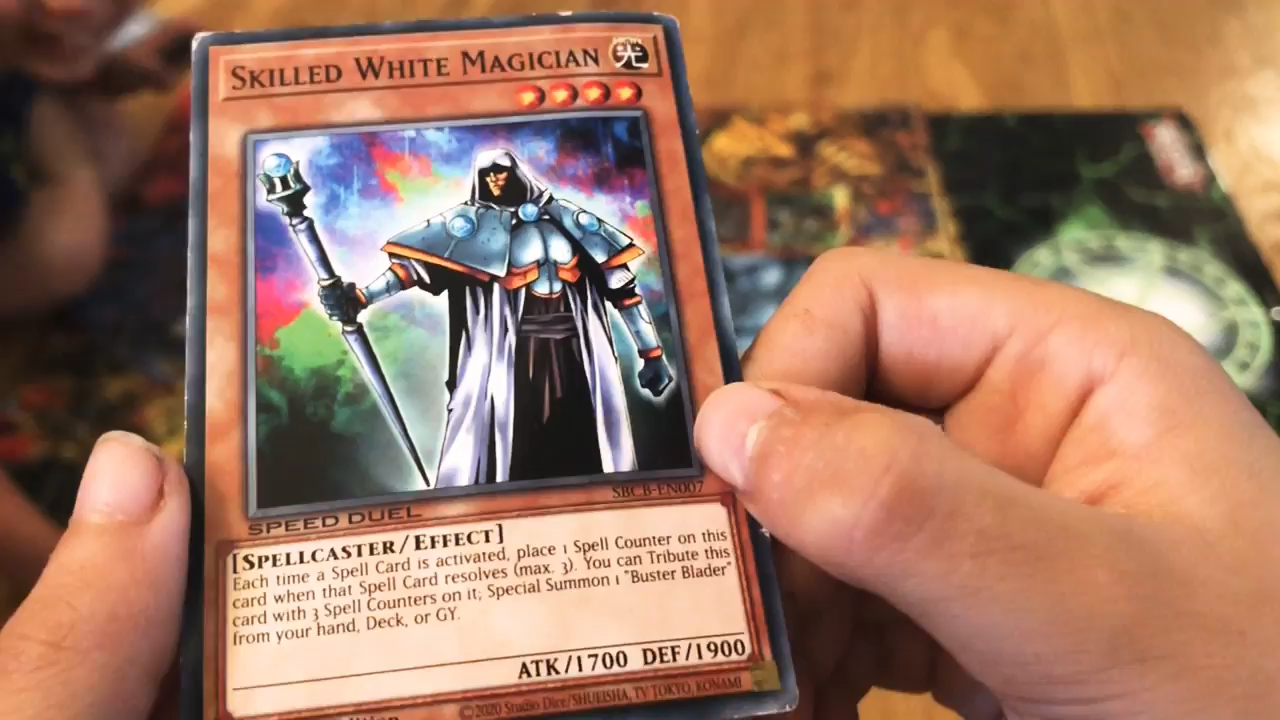 SKILLED WHITE MAGICIAN 光
SBCB-EN007
SPEED DUEL
[SPELLCASTER/EFFECT]
Each time a Spell Card is activated, place 1 Spell Counter on this
card when that Spell Card resolves (max. 3). You can Tribute this
card with 3 Spell Counters on it; Special Summon 1 "Buster Blader"
from your hand, Deck, or GY.
ATK/1700 DEF/1900
©2020 Studio Dice/SHUEISHA, TV TOKYO, KONAMI